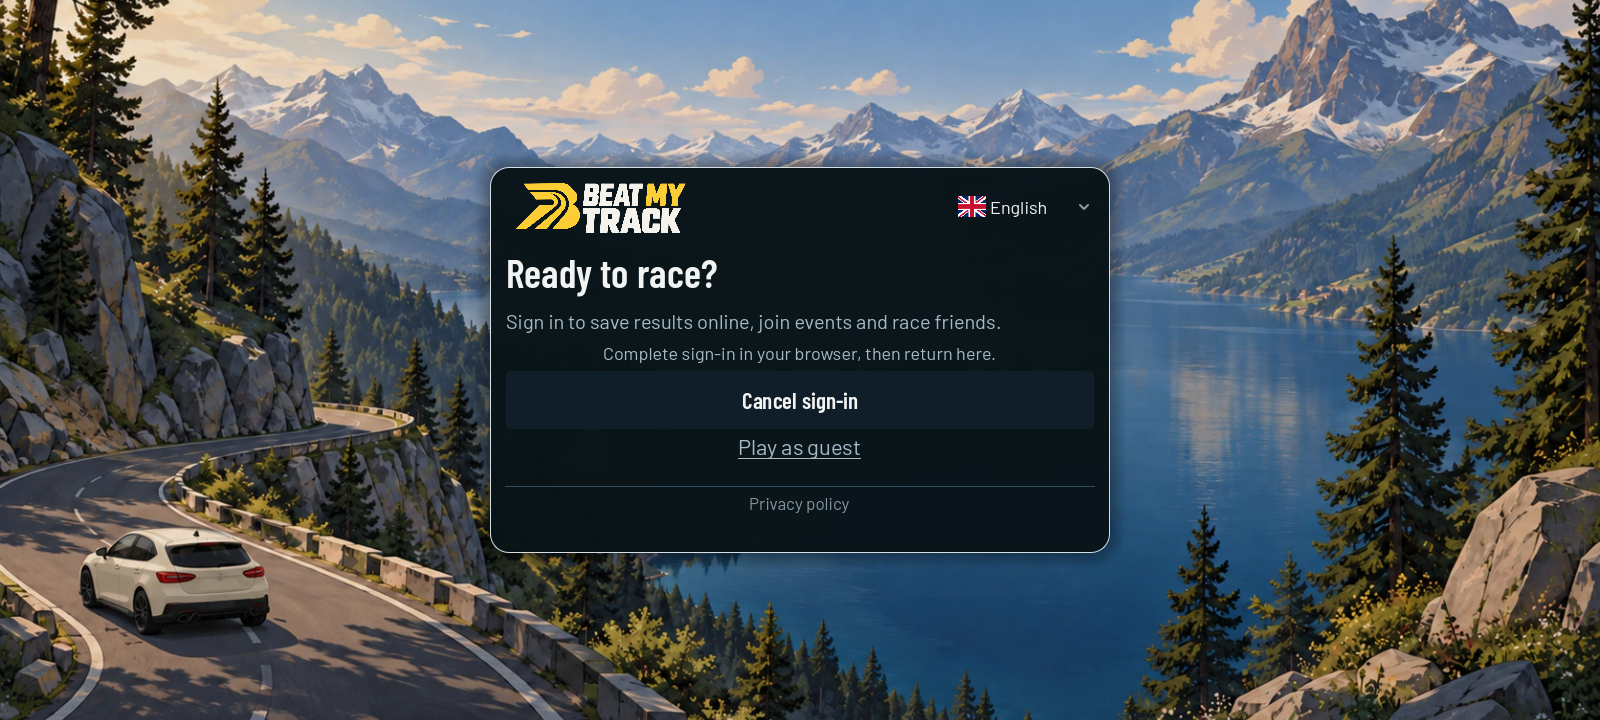 BEAT MY
TRACK
English
Ready to race?
Sign in to save results online, join events and race friends.
Complete sign-in in your browser, then return here.
Cancel sign-in
Play as guest
Privacy policy